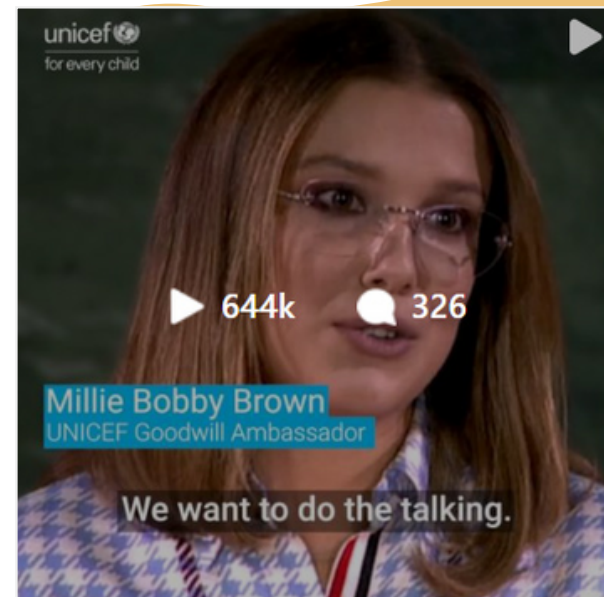 unicef
for every child
644k 326
Millie Bobby Brown
UNICEF Goodwill Ambassador
We want to do the talking.